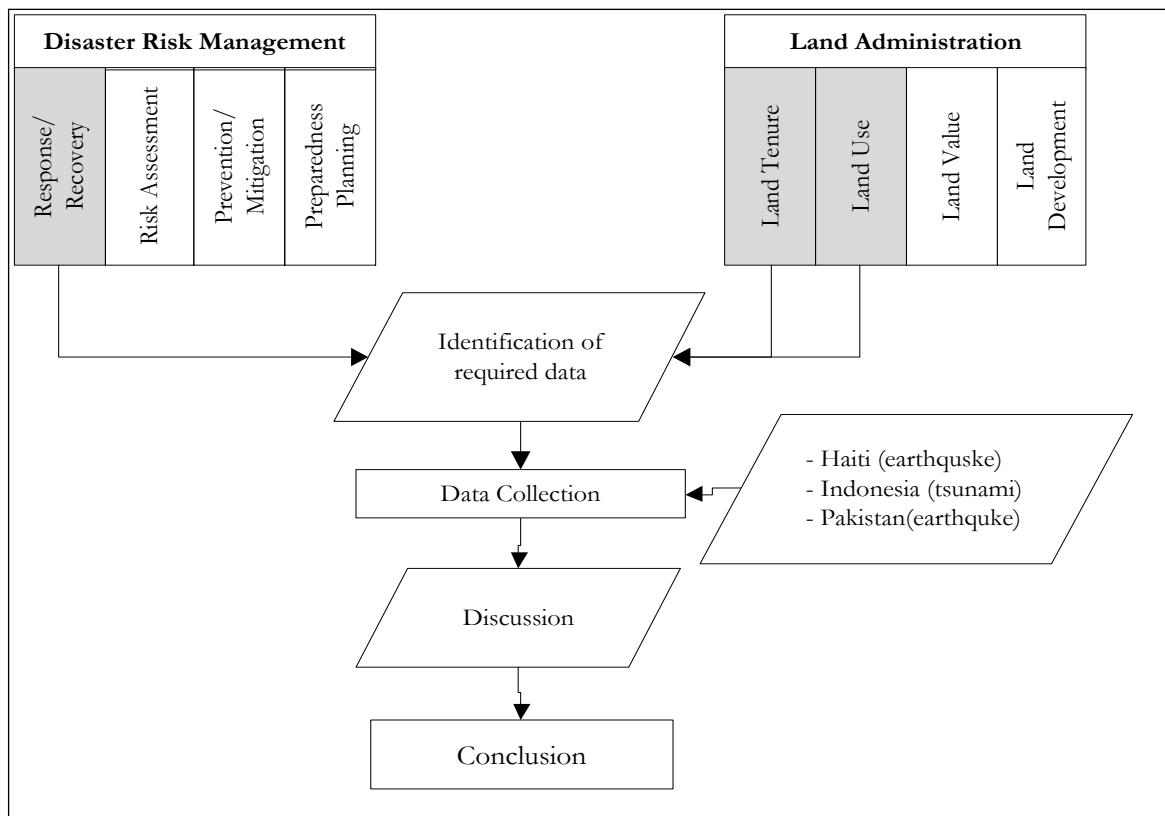 Disaster Risk Management
Response/
Recovery
Risk Assessment
Prevention/
Mitigation
Preparedness
Planning
Land Administration
Land Tenure
Land Use
Land Value
Land
Development
Identification of
required data
Data Collection
- Haiti (earthquske)
- Indonesia (tsunami)
- Pakistan(earthquke)
Discussion
Conclusion